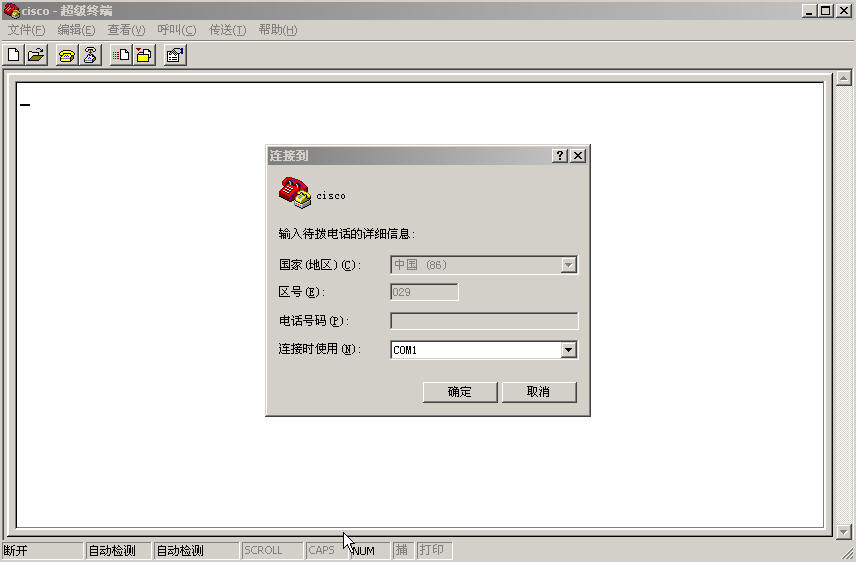 cisco - 超级终端
文件(F) 编辑(E) 查看(V) 呼叫(C) 传送(T) 帮助(H)
连接到
cisco
输入待拨电话的详细信息:
国家(地区)(C): 中国 (86)
区号(E): 029
电话号码(P):
连接时使用(N): COM1
确定 取消
断开 自动检测 自动检测 SCROLL CAPS NUM 捕 打印